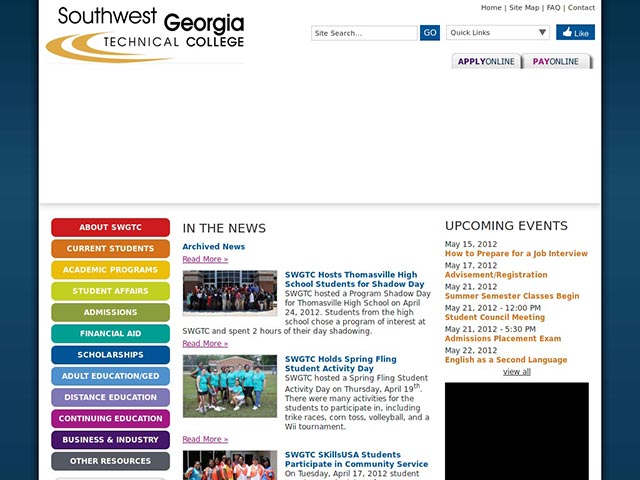 Southwest Georgia
TECHNICAL COLLEGE
Home | Site Map | FAQ | Contact
Site Search...
GO
Quick Links
Like
APPLYONLINE
PAYONLINE
ABOUT SWGTC
CURRENT STUDENTS
ACADEMIC PROGRAMS
STUDENT AFFAIRS
ADMISSIONS
FINANCIAL AID
SCHOLARSHIPS
ADULT EDUCATION/GED
DISTANCE EDUCATION
CONTINUING EDUCATION
BUSINESS & INDUSTRY
OTHER RESOURCES
IN THE NEWS
Archived News
Read More »
SWGTC Hosts Thomasville High
School Students for Shadow Day
SWGTC hosted a Program Shadow Day
for Thomasville High School on April
24, 2012. Students from the high
school chose a program of interest at
SWGTC and spent 2 hours of their day shadowing.
Read More »
SWGTC Holds Spring Fling
Student Activity Day
SWGTC hosted a Spring Fling Student
Activity Day on Thursday, April 19th.
There were many activities for the
students to participate in, including
trike races, corn toss, volleyball, and a
Wii tournament.
Read More »
SWGTC SKillsUSA Students
Participate in Community Service
On Tuesday, April 17, 2012 student
UPCOMING EVENTS
May 15, 2012
How to Prepare for a Job Interview
May 17, 2012
Advisement/Registration
May 21, 2012
Summer Semester Classes Begin
May 21, 2012 - 12:00 PM
Student Council Meeting
May 21, 2012 - 5:30 PM
Admissions Placement Exam
May 22, 2012
English as a Second Language
view all